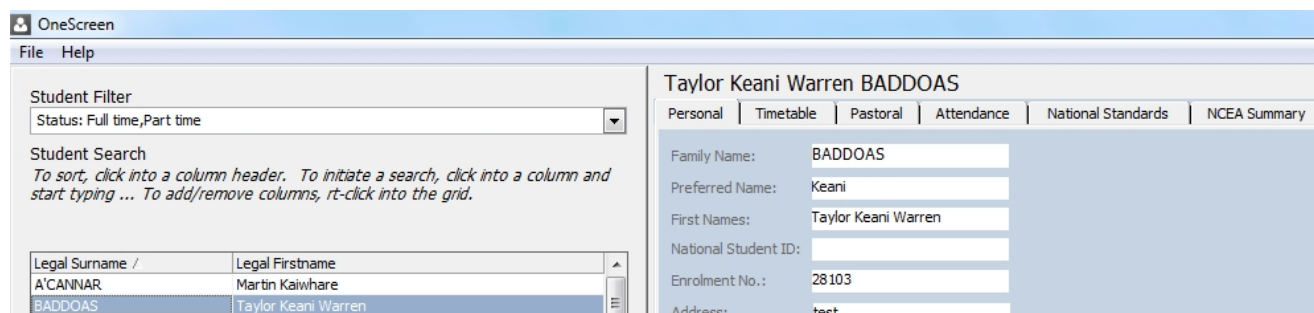 OneScreen
File Help
Student Filter
Status: Full time,Part time
Student Search
To sort, click into a column header. To initiate a search, click into a column and
start typing ... To add/remove columns, rt-click into the grid.
Legal Surname / Legal Firstname
A'CANNAR Martin Kaiwhare
BADDOAS Taylor Keani Warren
Taylor Keani Warren BADDOAS
Personal Timetable Pastoral Attendance National Standards NCEA Summary
Family Name: BADDOAS
Preferred Name: Keani
First Names: Taylor Keani Warren
National Student ID:
Enrolment No.: 28103
Address: test